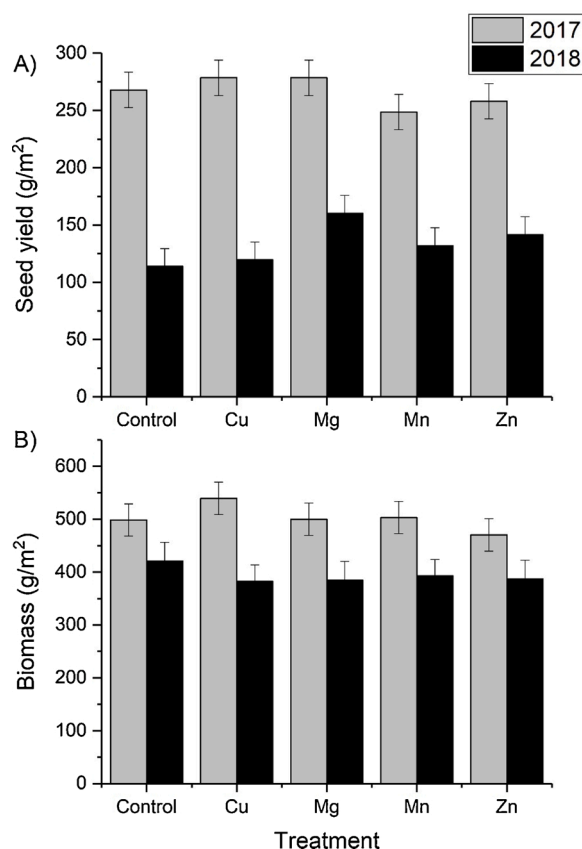 2017
2018
A)
Seed yield (g/m²)
300
250
200
150
100
50
0
Control Cu Mg Mn Zn
B)
Biomass (g/m²)
600
500
400
300
200
100
0
Control Cu Mg Mn Zn
Treatment